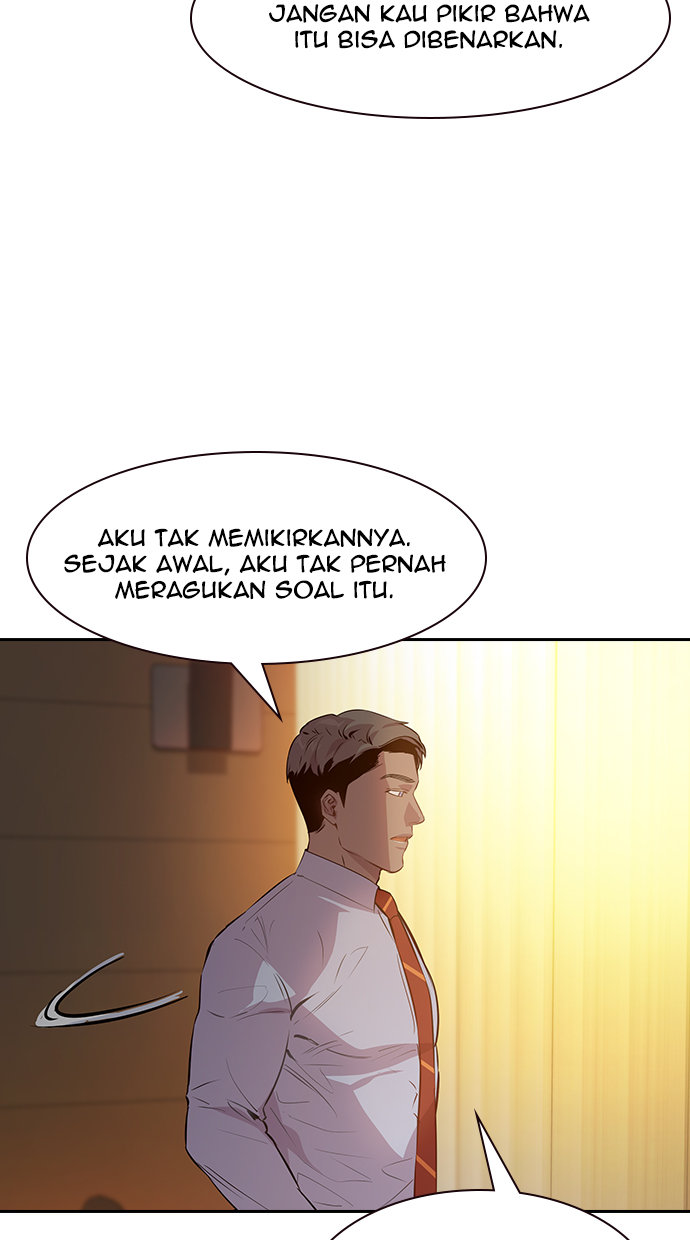 JANGAN KAU PIKIR BAHWA
ITU BISA DIBENARKAN.
AKU TAK MEMIKIRKANNYA.
SEJAK AWAL, AKU TAK PERNAH
MERAGUKAN SOAL ITU.